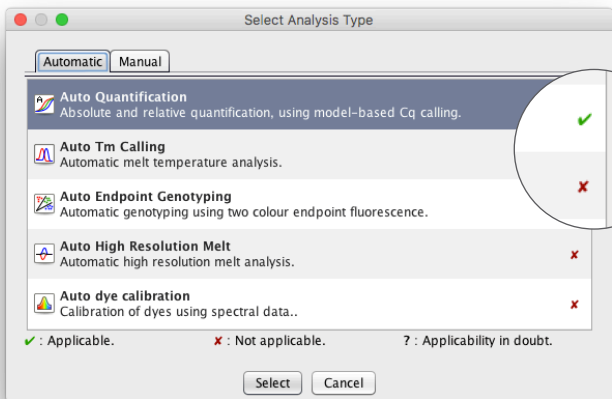 Select Analysis Type
Automatic Manual
Auto Quantification
Absolute and relative quantification, using model-based Cq calling.
Auto Tm Calling
Automatic melt temperature analysis.
Auto Endpoint Genotyping
Automatic genotyping using two colour endpoint fluorescence.
Auto High Resolution Melt
Automatic high resolution melt analysis.
Auto dye calibration
Calibration of dyes using spectral data..
✔ : Applicable. ✘ : Not applicable. ? : Applicability in doubt.
Select Cancel